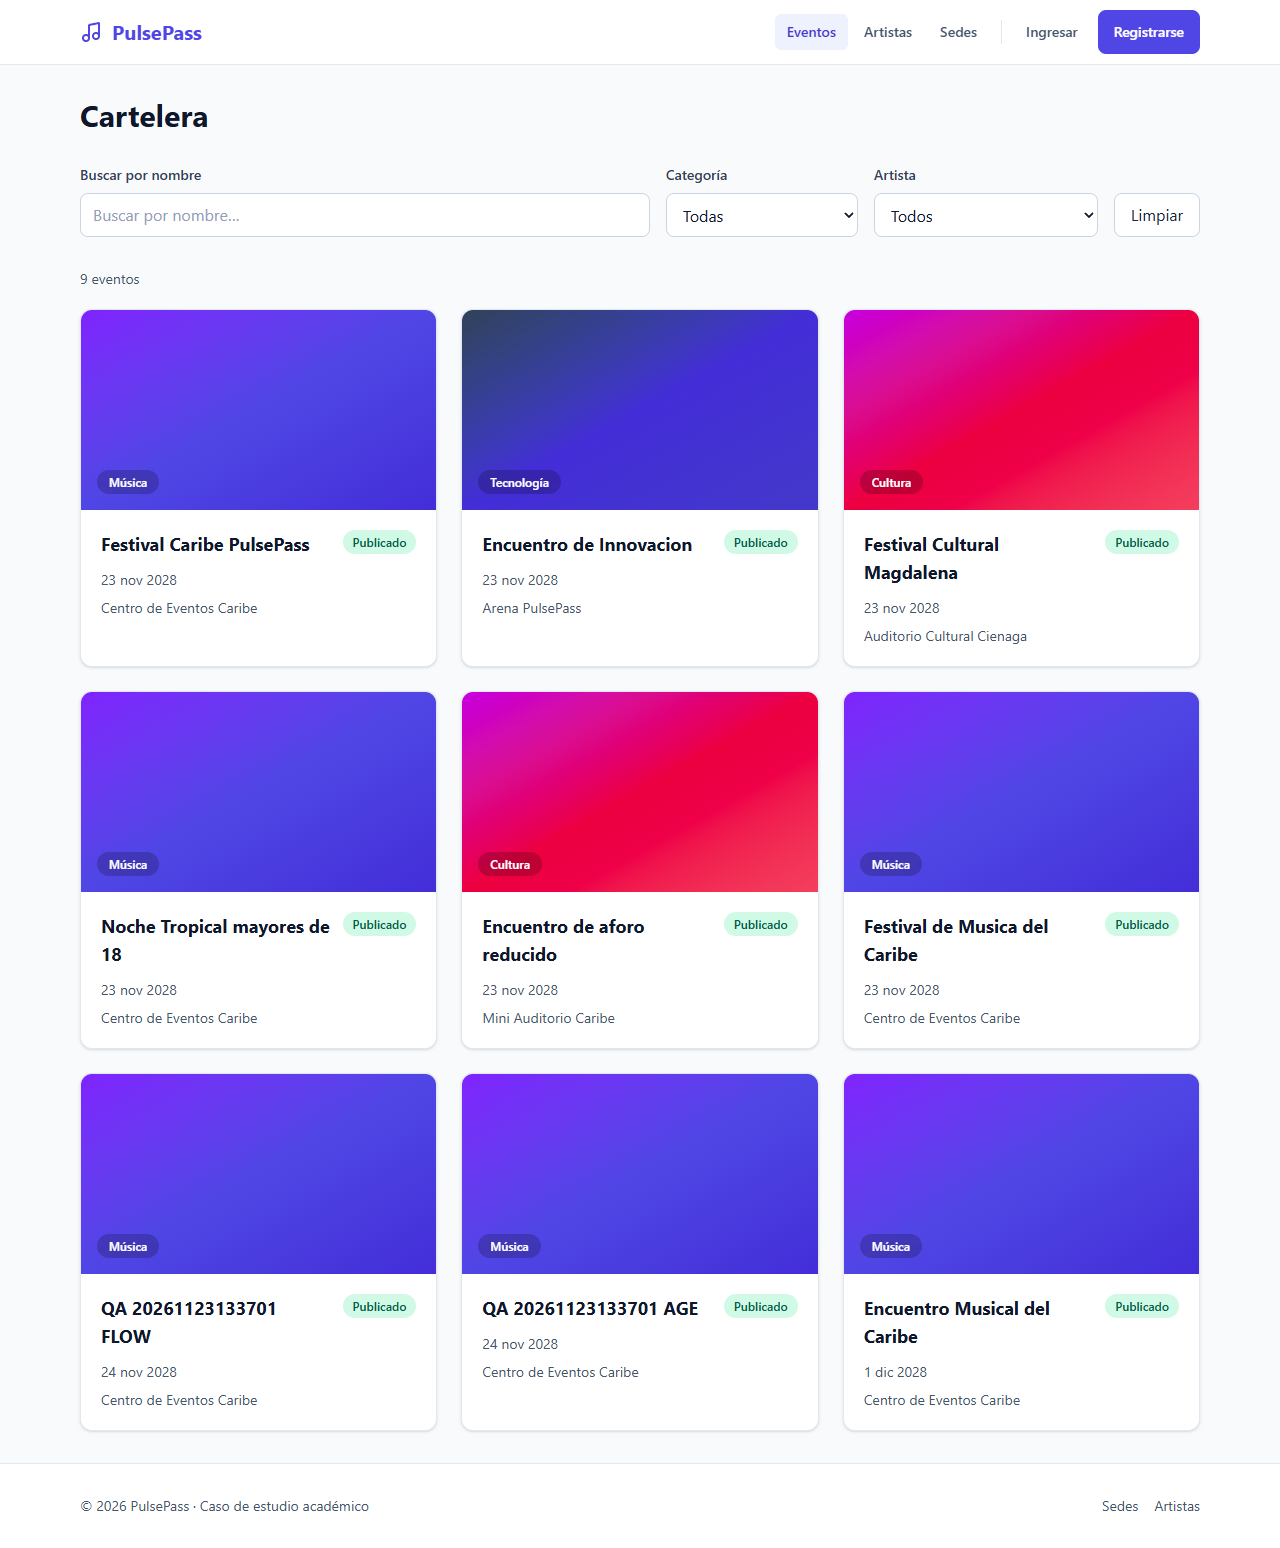 PulsePass
Eventos
Artistas
Sedes
Ingresar
Registrarse
Cartelera
Buscar por nombre
Categoría
Artista
Buscar por nombre...
Todas
Todos
Limpiar
9 eventos
Música
Festival Caribe PulsePass
Publicado
23 nov 2028
Centro de Eventos Caribe
Tecnología
Encuentro de Innovacion
Publicado
23 nov 2028
Arena PulsePass
Cultura
Festival Cultural
Magdalena
Publicado
23 nov 2028
Auditorio Cultural Cienaga
Música
Noche Tropical mayores de
18
Publicado
23 nov 2028
Centro de Eventos Caribe
Cultura
Encuentro de aforo
reducido
Publicado
23 nov 2028
Mini Auditorio Caribe
Música
Festival de Musica del
Caribe
Publicado
23 nov 2028
Centro de Eventos Caribe
Música
QA 20261123133701
FLOW
Publicado
24 nov 2028
Centro de Eventos Caribe
Música
QA 20261123133701 AGE
Publicado
24 nov 2028
Centro de Eventos Caribe
Música
Encuentro Musical del
Caribe
Publicado
1 dic 2028
Centro de Eventos Caribe
© 2026 PulsePass · Caso de estudio académico
Sedes
Artistas